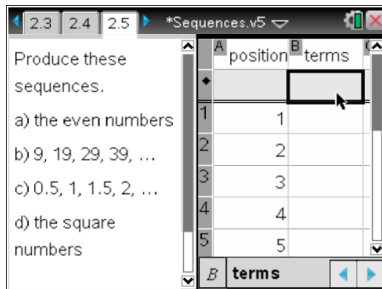 2.3 2.4 2.5 *Sequences.v5
Produce these
sequences.
a) the even numbers
b) 9, 19, 29, 39, ...
c) 0.5, 1, 1.5, 2, ...
d) the square
numbers
A position B terms
◆
1 1
2 2
3 3
4 4
5 5
B terms